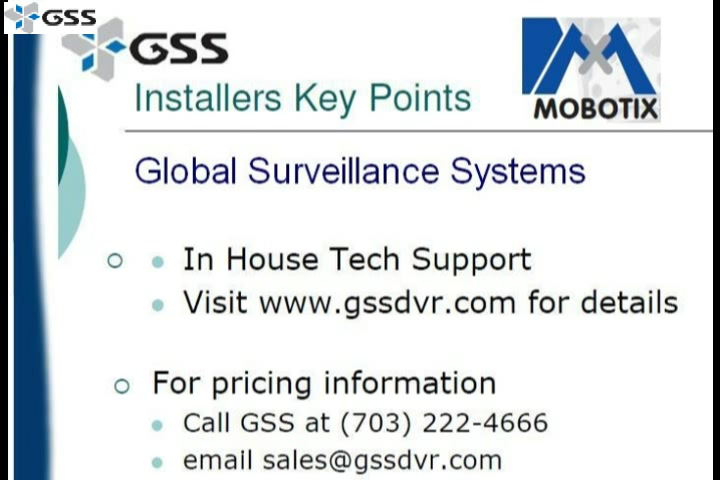 GSS
GSS
Installers Key Points
MOBOTIX
Global Surveillance Systems
In House Tech Support
Visit www.gssdvr.com for details
For pricing information
Call GSS at (703) 222-4666
email sales@gssdvr.com